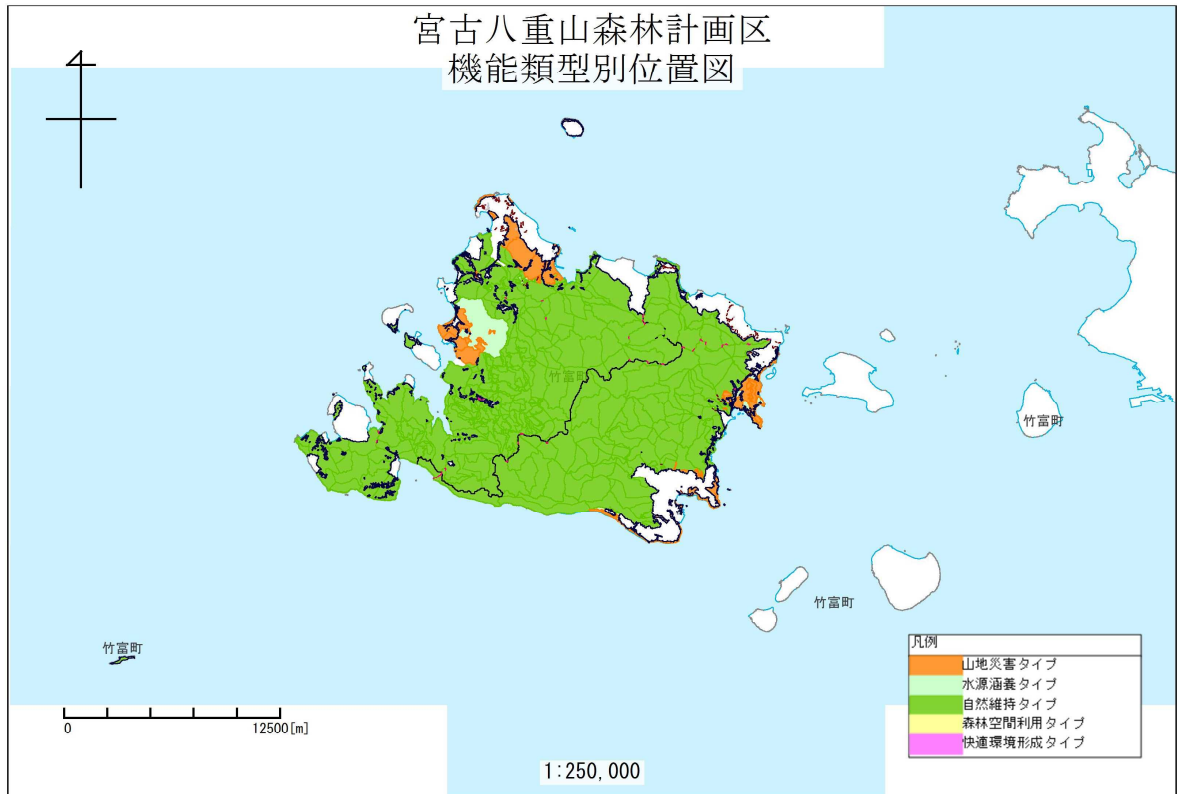 宮古八重山森林計画区
機能類型別位置図
竹富町
竹富町
竹富町
竹富町
凡例
山地災害タイプ
水源涵養タイプ
自然維持タイプ
森林空間利用タイプ
快適環境形成タイプ
0 12500[m]
1:250,000